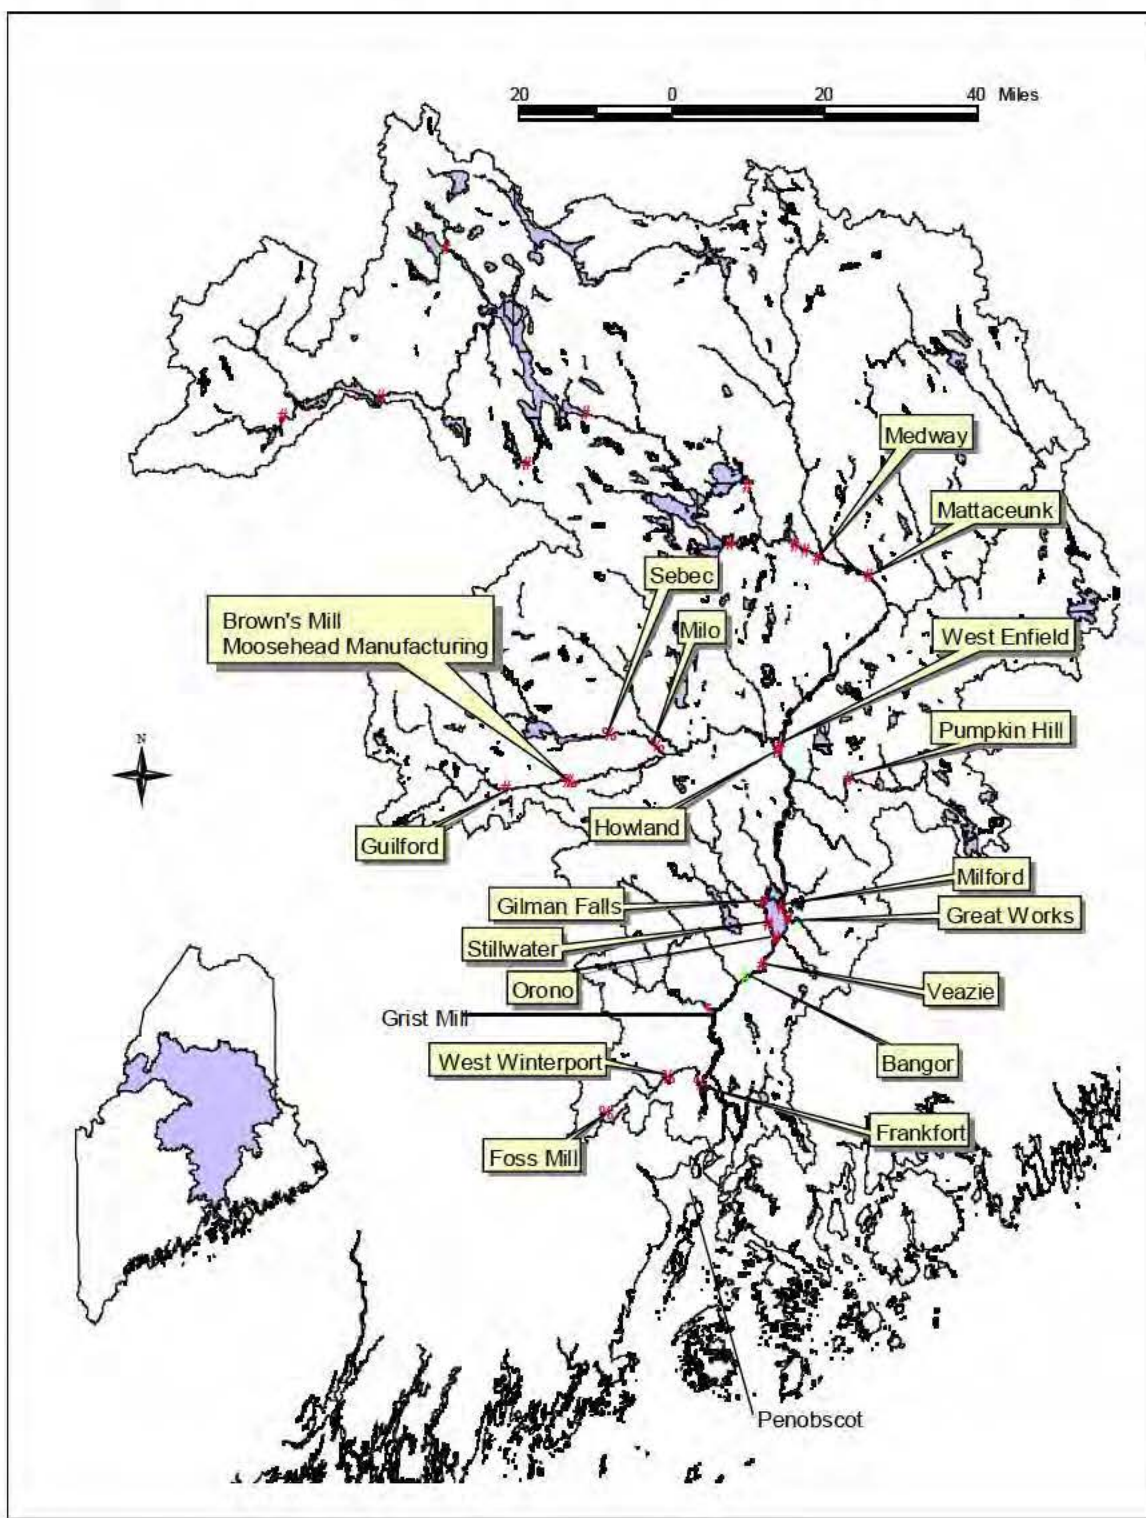 20 0 20 40 Miles
Medway
Mattaceunk
Sebec
Brown's Mill
Moosehead Manufacturing
Milo
West Enfield
N
Pumpkin Hill
Howland
Guilford
Milford
Gilman Falls
Great Works
Stillwater
Orono
Veazie
Grist Mill
West Winterport
Bangor
Frankfort
Foss Mill
Penobscot